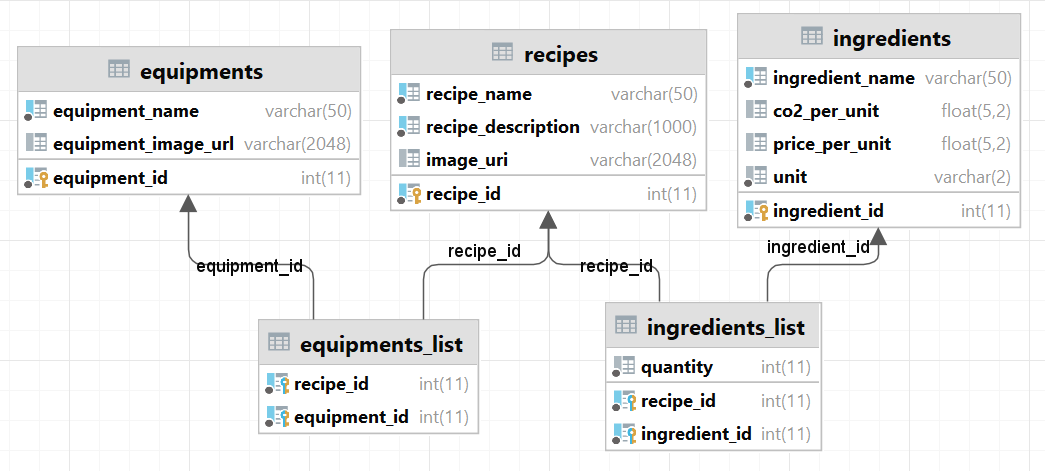 equipments
equipment_name varchar(50)
equipment_image_url varchar(2048)
equipment_id int(11)
recipes
recipe_name varchar(50)
recipe_description varchar(1000)
image_uri varchar(2048)
recipe_id int(11)
ingredients
ingredient_name varchar(50)
co2_per_unit float(5,2)
price_per_unit float(5,2)
unit varchar(2)
ingredient_id int(11)
equipment_id
recipe_id
recipe_id
ingredient_id
equipments_list
recipe_id int(11)
equipment_id int(11)
ingredients_list
quantity int(11)
recipe_id int(11)
ingredient_id int(11)